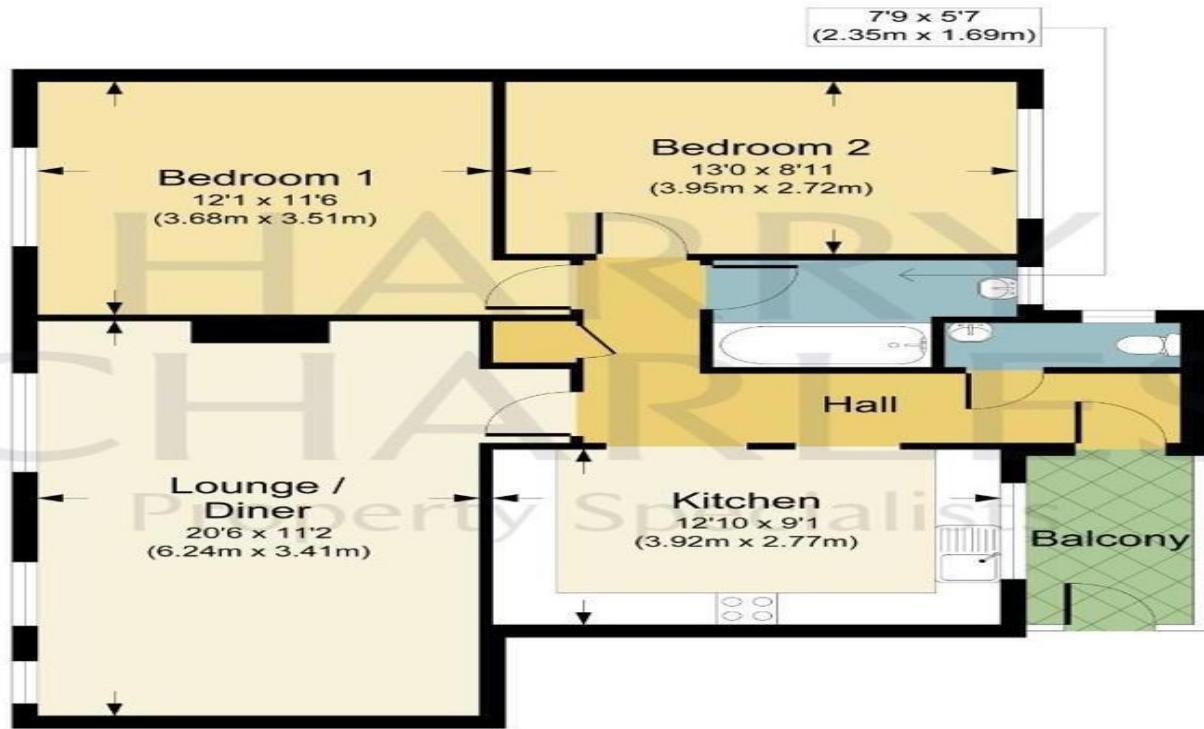 7'9 x 5'7
(2.35m x 1.69m)
Bedroom 1
12'1 x 11'6
(3.68m x 3.51m)
Bedroom 2
13'0 x 8'11
(3.95m x 2.72m)
HARRY
CHARLES
Property Specialists
Hall
Lounge /
Diner
20'6 x 11'2
(6.24m x 3.41m)
Kitchen
12'10 x 9'1
(3.92m x 2.77m)
Balcony